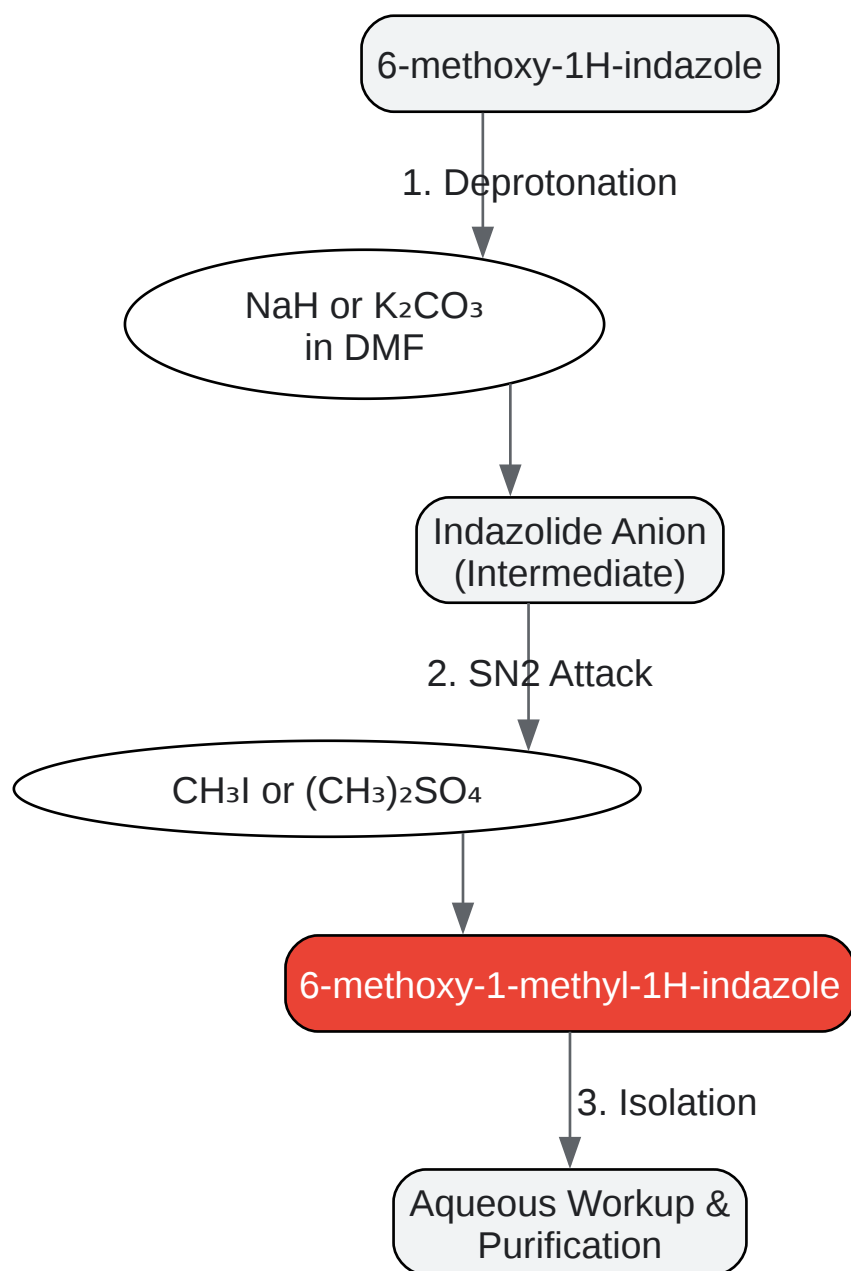 6-methoxy-1H-indazole
1. Deprotonation
NaH or K₂CO₃
in DMF
Indazolide Anion
(Intermediate)
2. SN2 Attack
CH₃I or (CH₃)₂SO₄
6-methoxy-1-methyl-1H-indazole
3. Isolation
Aqueous Workup &
Purification